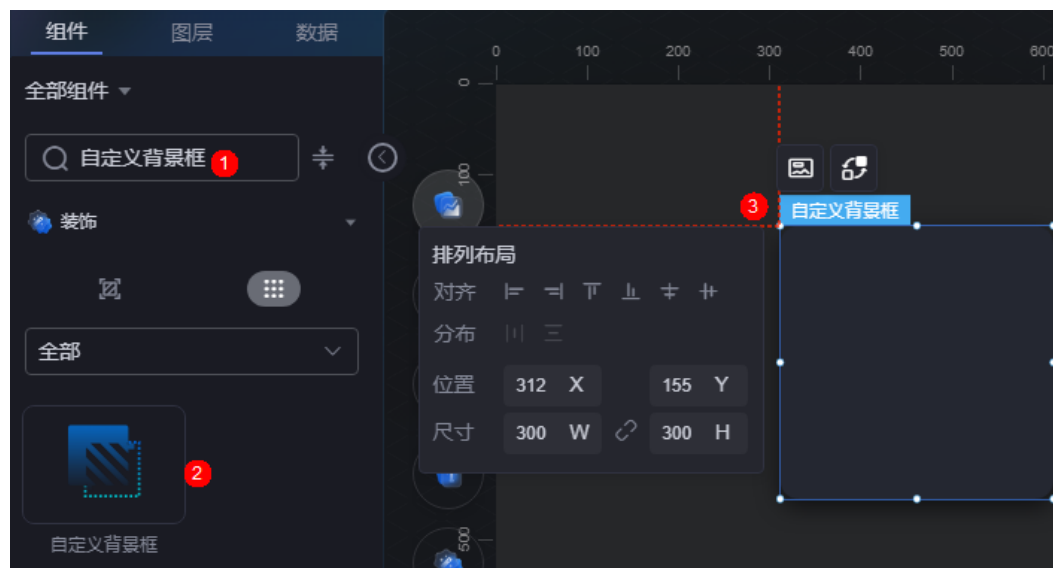 组件 图层 数据
全部组件
自定义背景框 1
装饰
全部
2
自定义背景框
0 100 200 300 400 500 600
0
100
500
3 自定义背景框
排列布局
对齐
分布
位置 312 X 155 Y
尺寸 300 W 300 H